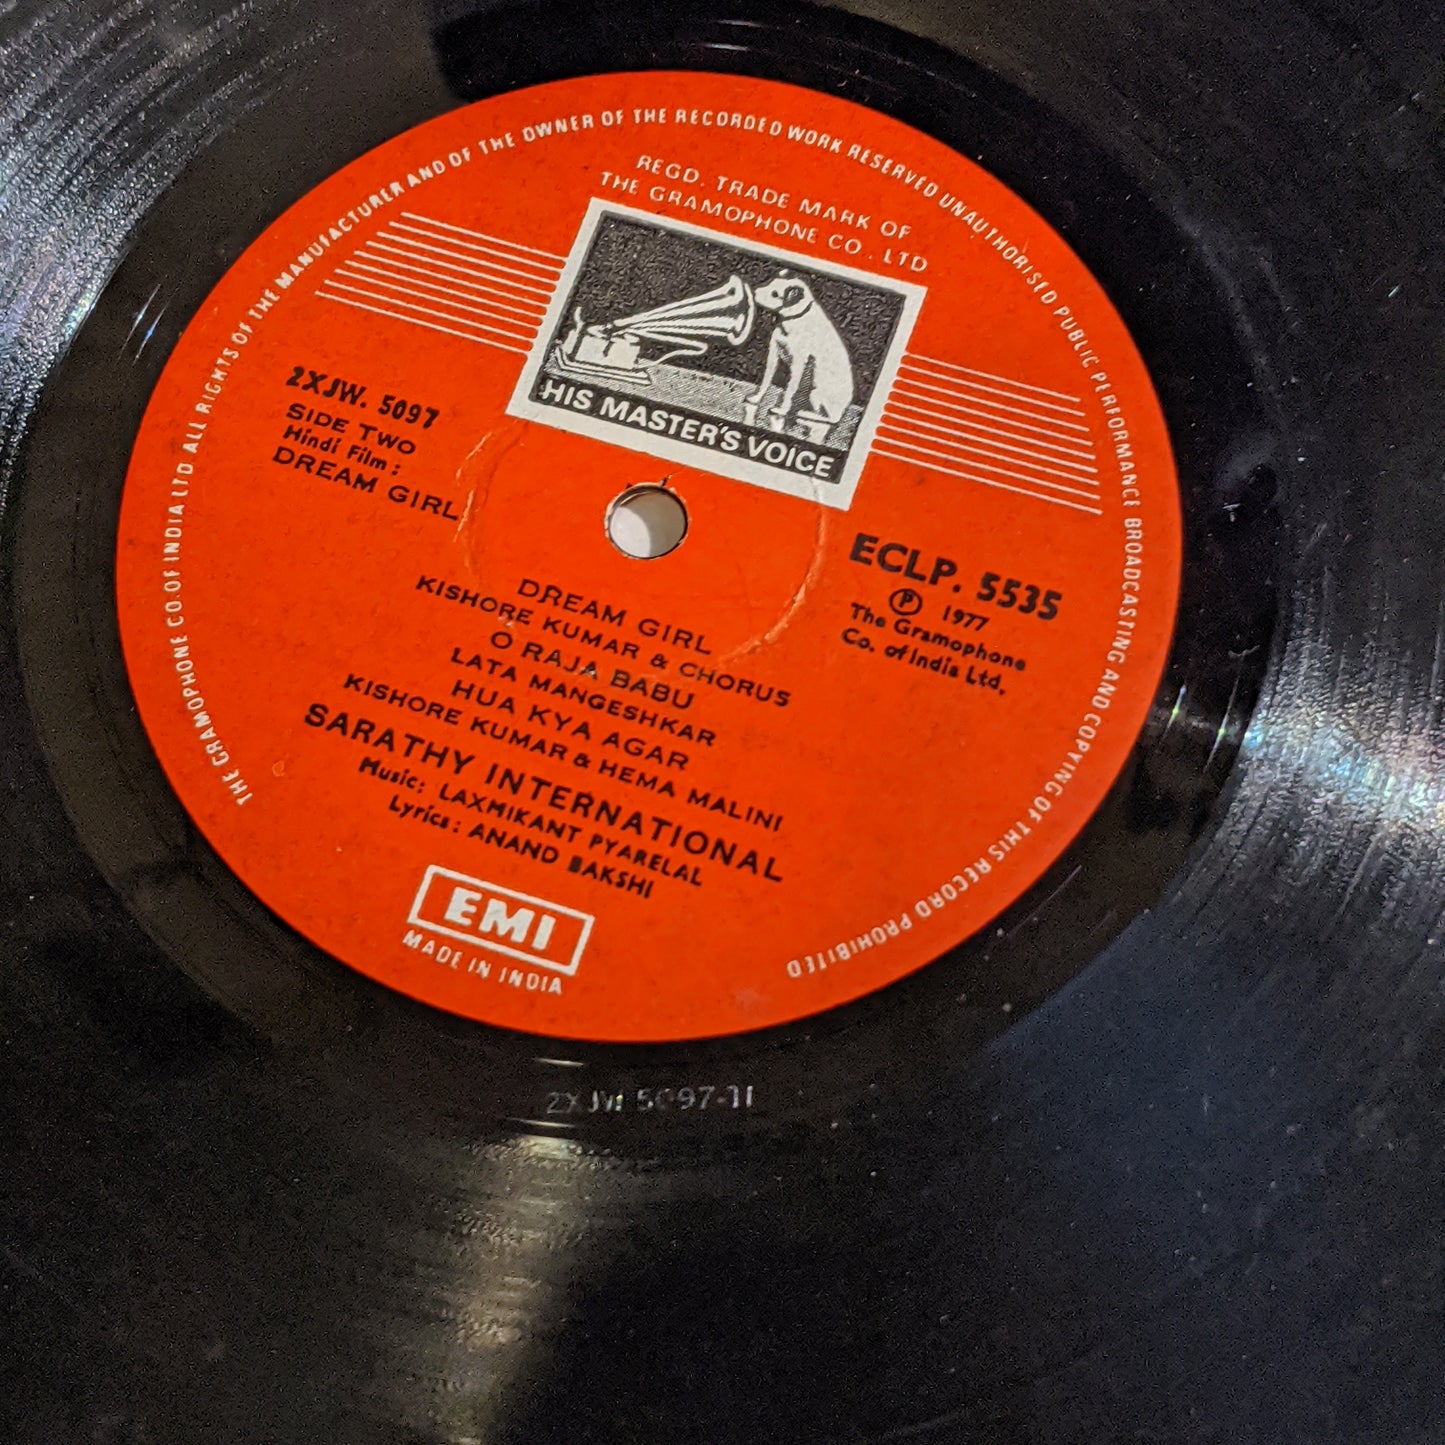 THE GRAMOPHONE CO. OF INDIA LTD ALL RIGHTS OF THE MANUFACTURER AND OF THE OWNER OF THE RECORDED WORK RESERVED UNAUTHORISED PUBLIC PERFORMANCE BROADCASTING AND COPYING OF THIS RECORD PROHIBITED
REGD. TRADE MARK OF
THE GRAMOPHONE CO. LTD
HIS MASTER'S VOICE
2XJW. 5097
SIDE TWO
Hindi Film:
DREAM GIRL
ECLP. 5535
Ⓟ 1977
The Gramophone
Co. of India Ltd.
DREAM GIRL
KISHORE KUMAR & CHORUS
O RAJA BABU
LATA MANGESHKAR
HUA KYA AGAR
KISHORE KUMAR & HEMA MALINI
SARATHY INTERNATIONAL
Music: LAXMIKANT PYARELAL
Lyrics: ANAND BAKSHI
EMI
MADE IN INDIA
2XJW 5097-